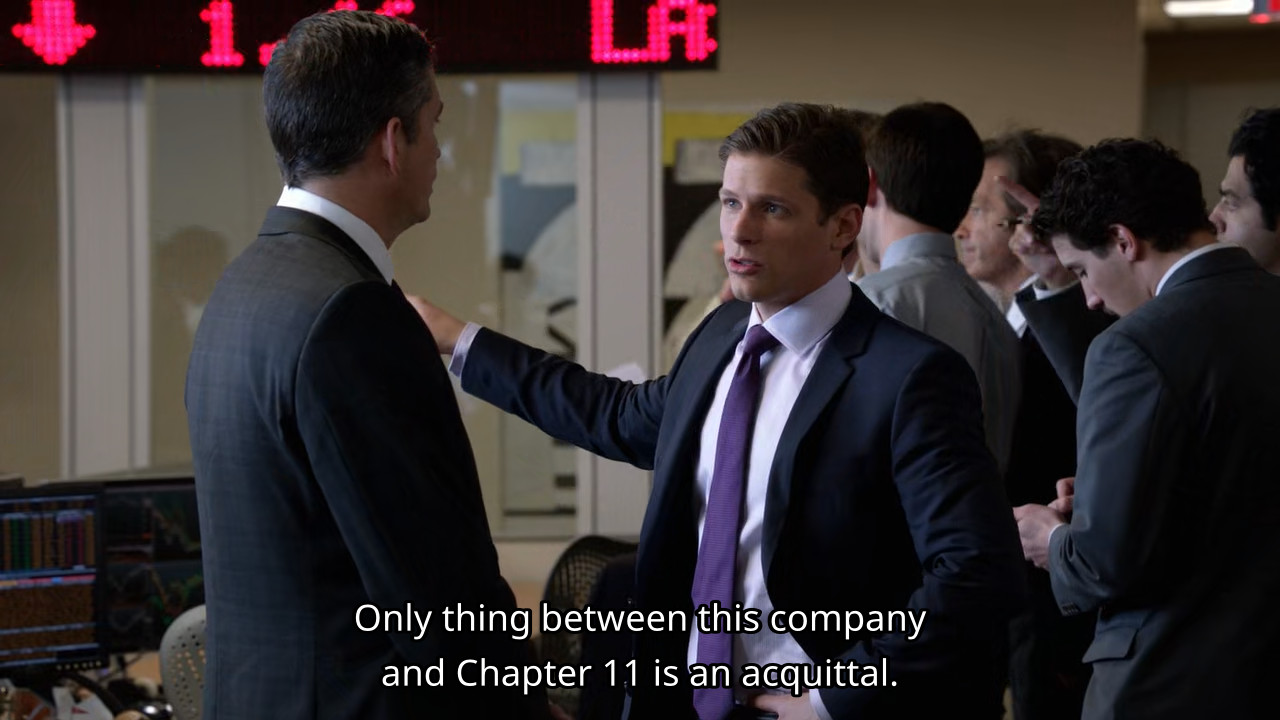 LA
Only thing between this company
and Chapter 11 is an acquittal.